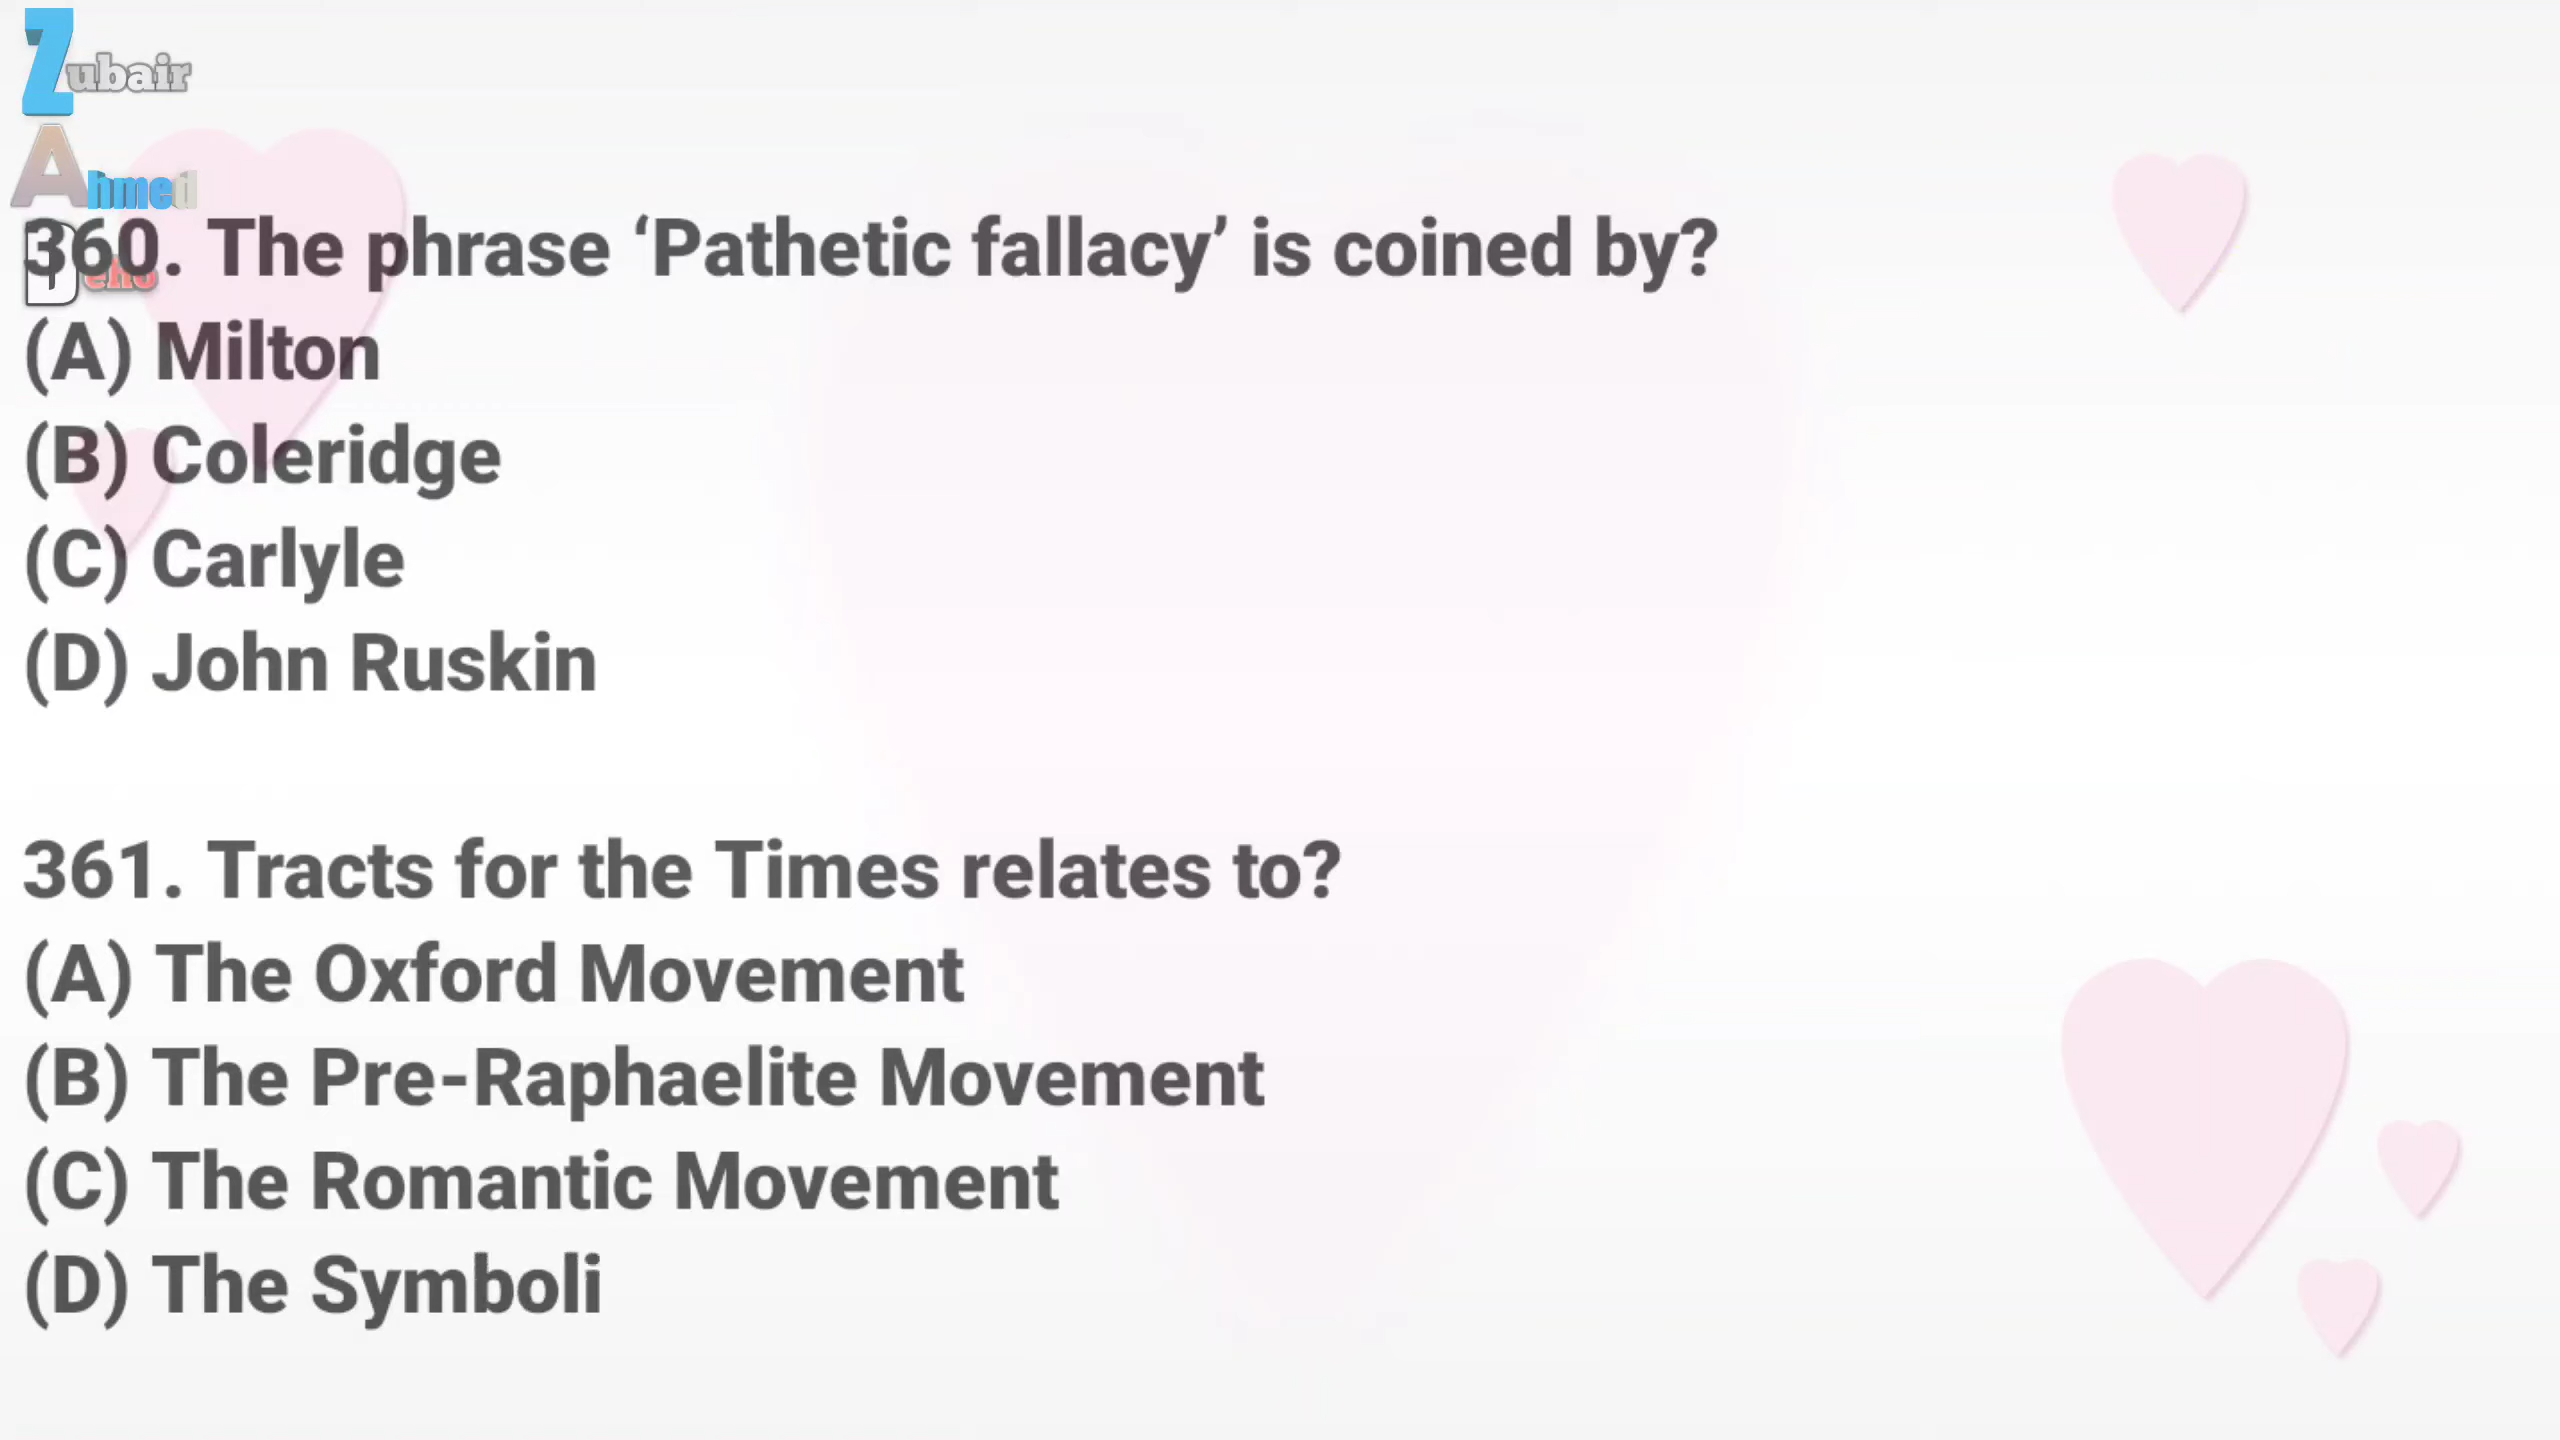 Zubair
Ahmed
360. The phrase ‘Pathetic fallacy’ is coined by?
(A) Milton
(B) Coleridge
(C) Carlyle
(D) John Ruskin
361. Tracts for the Times relates to?
(A) The Oxford Movement
(B) The Pre-Raphaelite Movement
(C) The Romantic Movement
(D) The Symboli